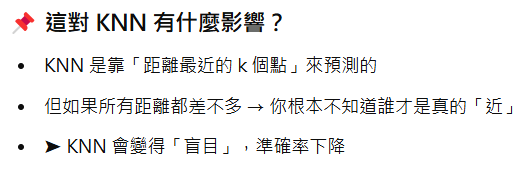 📌 這對 KNN 有什麼影響？
• KNN 是靠「距離最近的 k 個點」來預測的
• 但如果所有距離都差不多 → 你根本不知道誰才是真的「近」
• ➤ KNN 會變得「盲目」，準確率下降